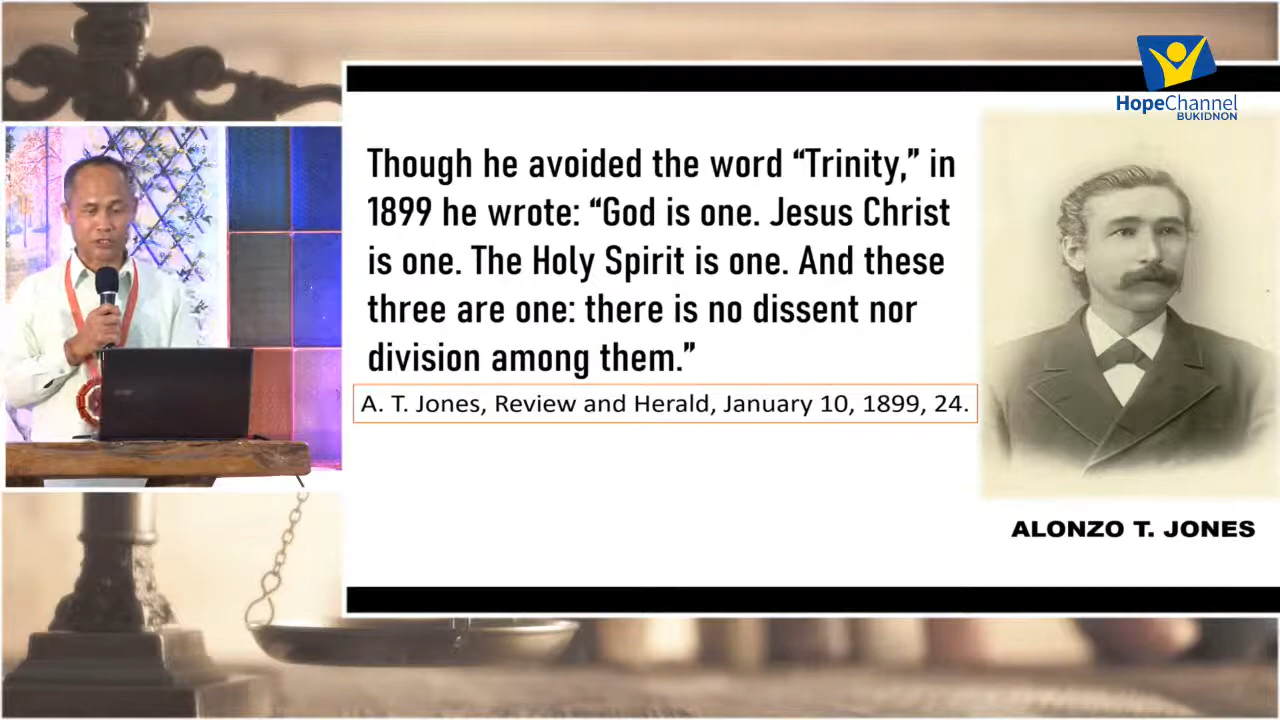 HopeChannel
BUKIDNON
Though he avoided the word “Trinity,” in
1899 he wrote: “God is one. Jesus Christ
is one. The Holy Spirit is one. And these
three are one: there is no dissent nor
division among them.”
A. T. Jones, Review and Herald, January 10, 1899, 24.
ALONZO T. JONES